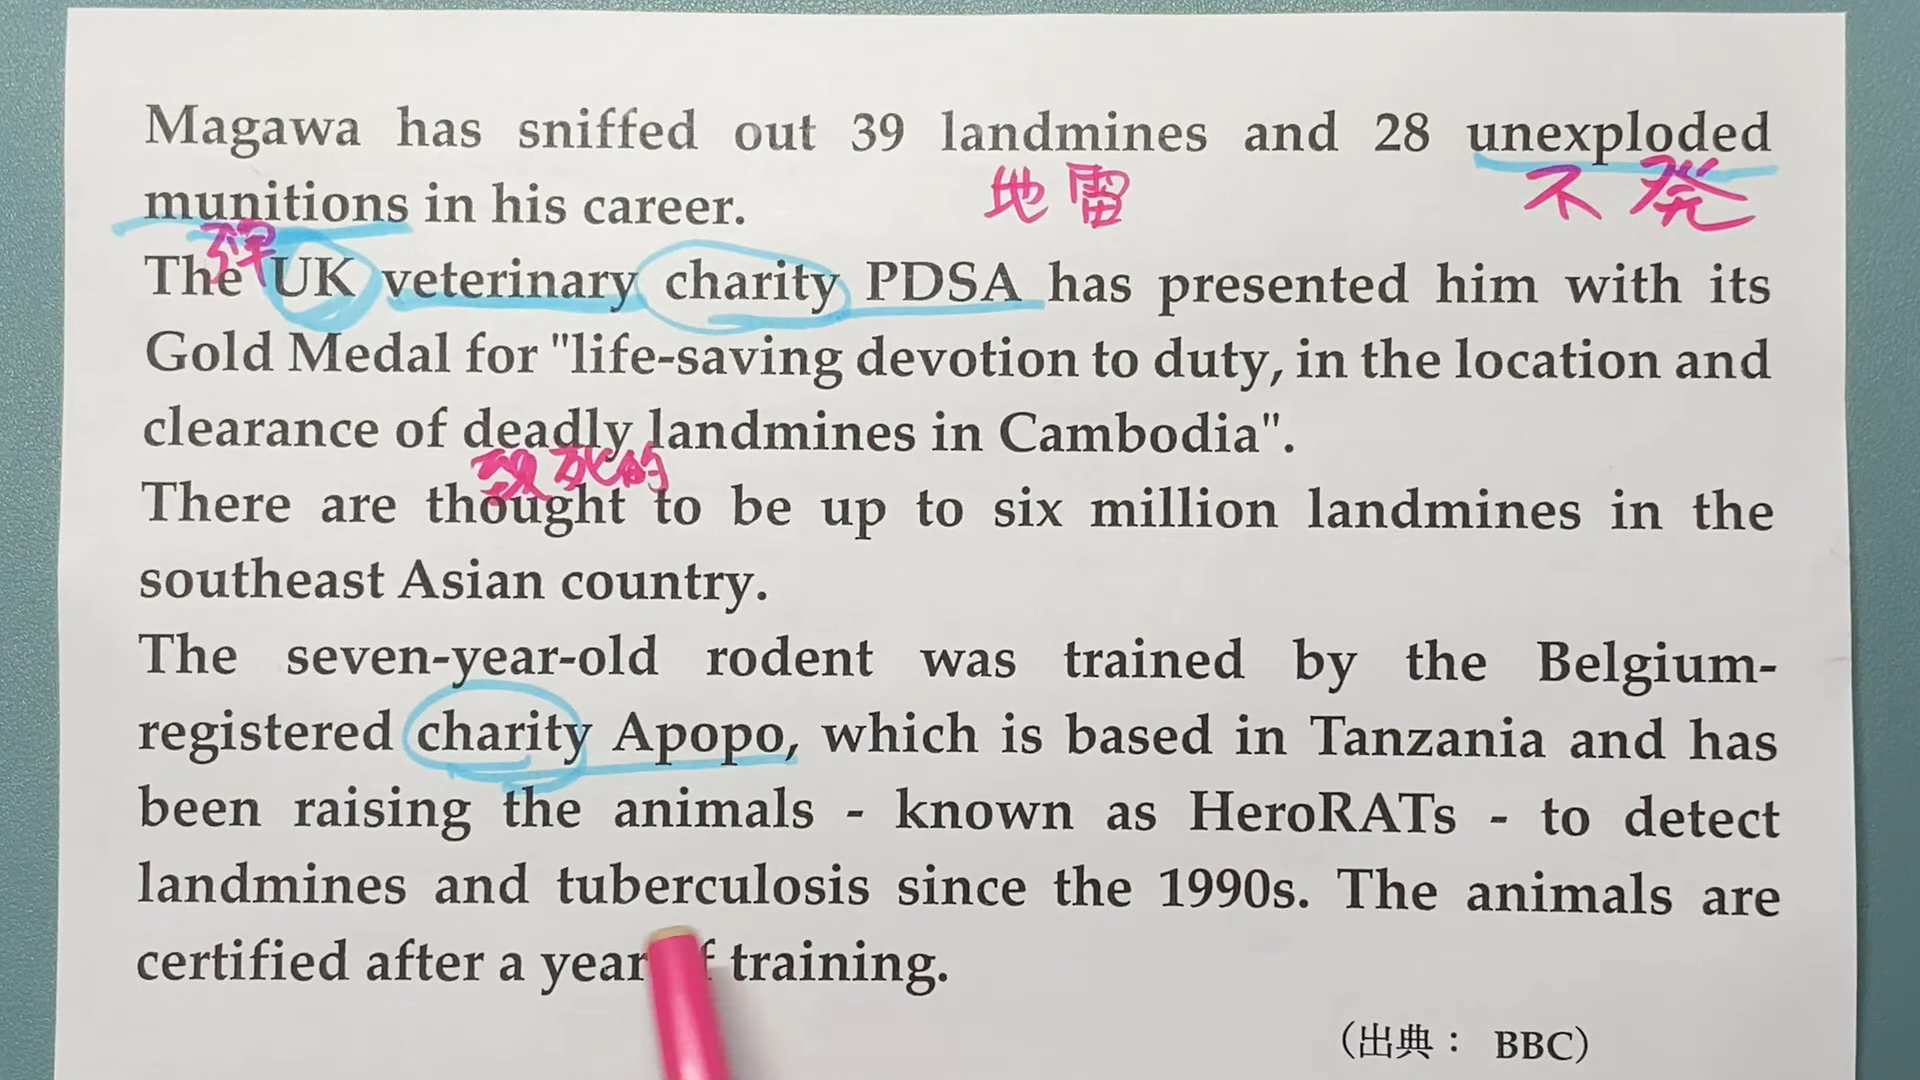 Magawa has sniffed out 39 landmines and 28 unexploded
地雷 不発
munitions in his career.
弾
The UK veterinary charity PDSA has presented him with its
Gold Medal for "life-saving devotion to duty, in the location and
clearance of deadly landmines in Cambodia".
致死的
There are thought to be up to six million landmines in the
southeast Asian country.
The seven-year-old rodent was trained by the Belgium-
registered charity Apopo, which is based in Tanzania and has
been raising the animals - known as HeroRATs - to detect
landmines and tuberculosis since the 1990s. The animals are
certified after a year training.
（出典： BBC）